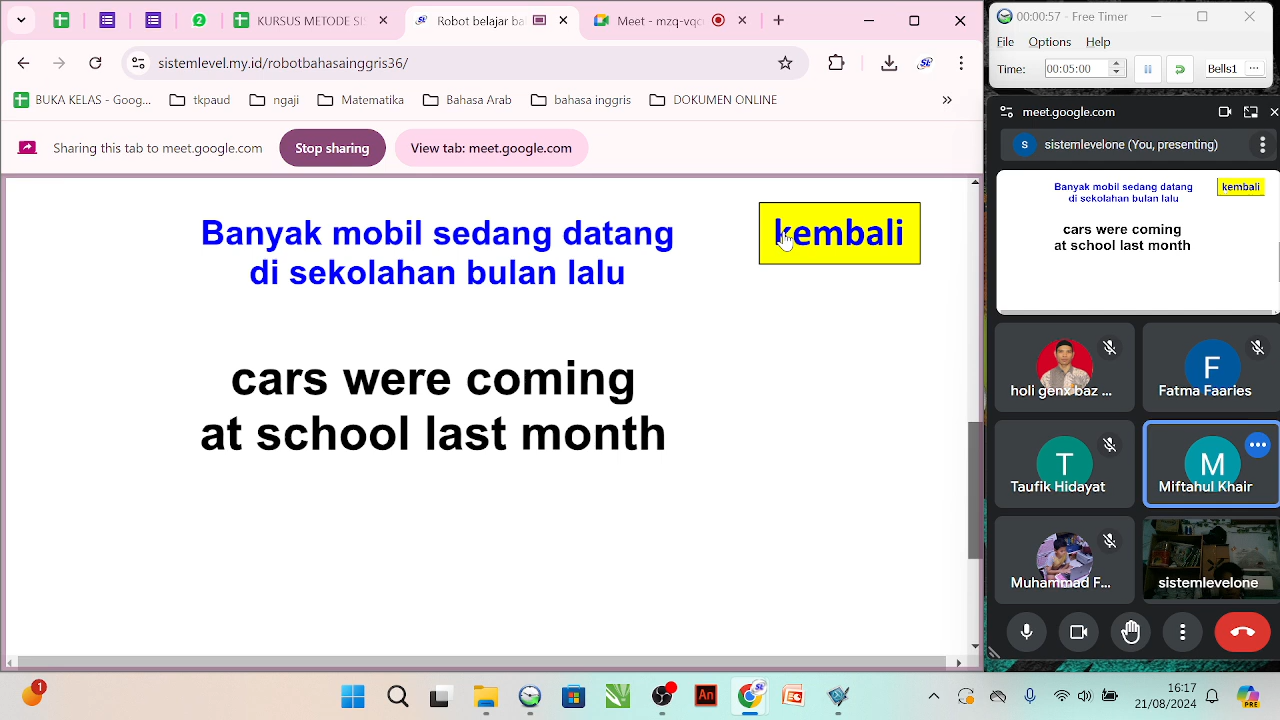 2
KURSUS METODE SI
Robot belajar ba
Meet - mzq-vqc
sistemlevel.my.id/robotbahasainggris36/
BUKA KELAS - Goog...
tkpaud
Matematika
bahasa inggris
DOKUMEN ONLINE
Sharing this tab to meet.google.com
Stop sharing
View tab: meet.google.com
Banyak mobil sedang datang
di sekolahan bulan lalu
kembali
cars were coming
at school last month
00:00:57 - Free Timer
File Options Help
Time: 00:05:00 Bells1 ...
meet.google.com
S
sistemlevelone (You, presenting)
Banyak mobil sedang datang
di sekolahan bulan lalu
kembali
cars were coming
at school last month
holi genx baz ...
F
Fatma Faaries
T
Taufik Hidayat
M
Miftahul Khair
Muhammad F...
sistemlevelone
1
An
16:17
21/08/2024
PRE